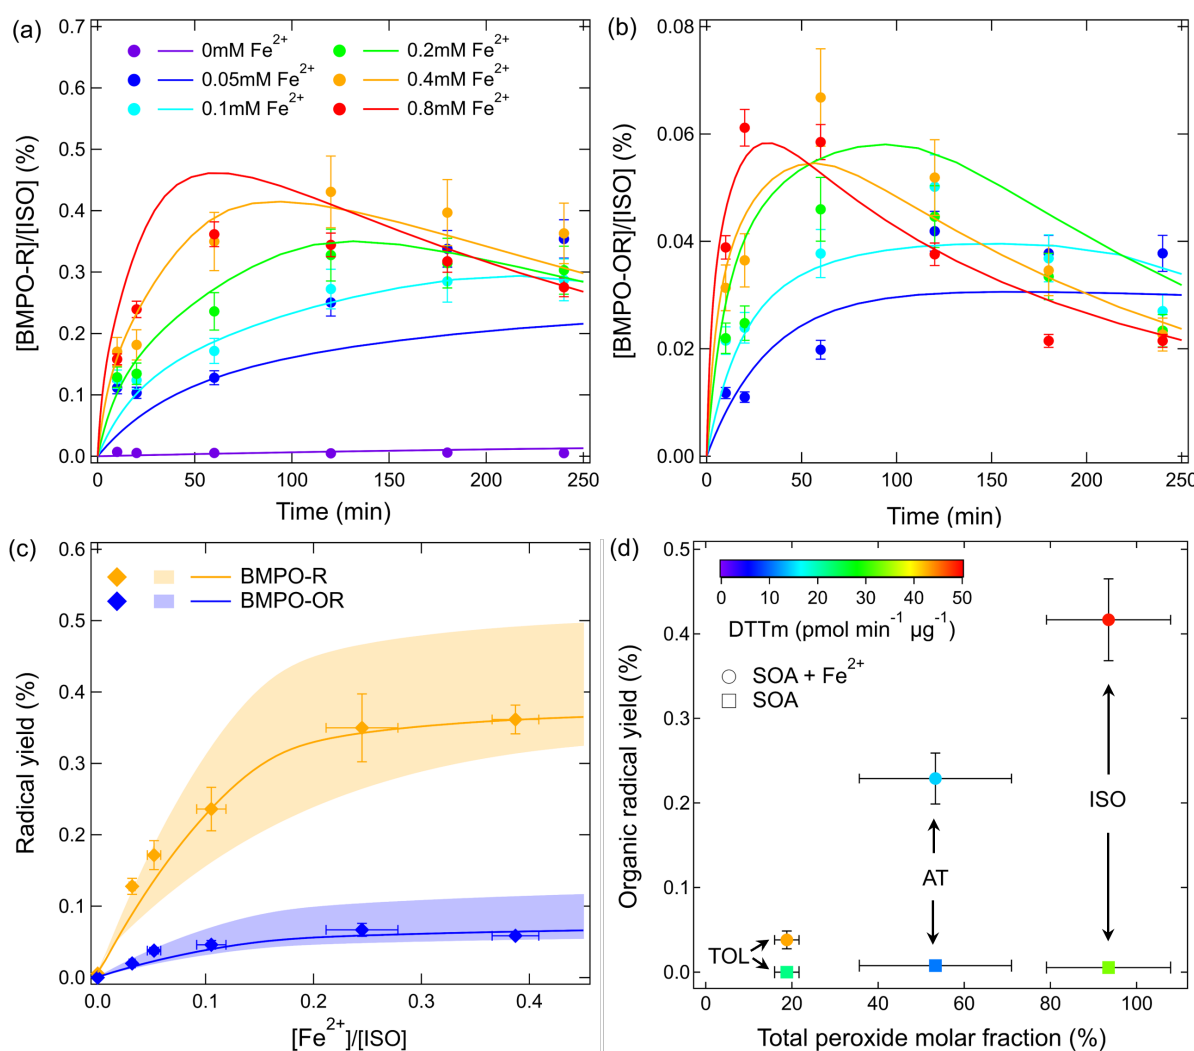 (a)
0.7
0.6
0.5
0.4
0.3
0.2
0.1
0.0
[BMPO-R]/[ISO] (%)
0mM Fe²⁺
0.05mM Fe²⁺
0.1mM Fe²⁺
0.2mM Fe²⁺
0.4mM Fe²⁺
0.8mM Fe²⁺
0
50
100
150
200
250
Time (min)
(b)
0.08
0.06
0.04
0.02
0.00
[BMPO-OR]/[ISO] (%)
0
50
100
150
200
250
Time (min)
(c)
0.6
0.5
0.4
0.3
0.2
0.1
0.0
Radical yield (%)
BMPO-R
BMPO-OR
0.0
0.1
0.2
0.3
0.4
[Fe²⁺]/[ISO]
(d)
0.5
0.4
0.3
0.2
0.1
0.0
Organic radical yield (%)
0 10 20 30 40 50
DTTm (pmol min⁻¹ µg⁻¹)
SOA + Fe²⁺
SOA
ISO
AT
TOL
0
20
40
60
80
100
Total peroxide molar fraction (%)